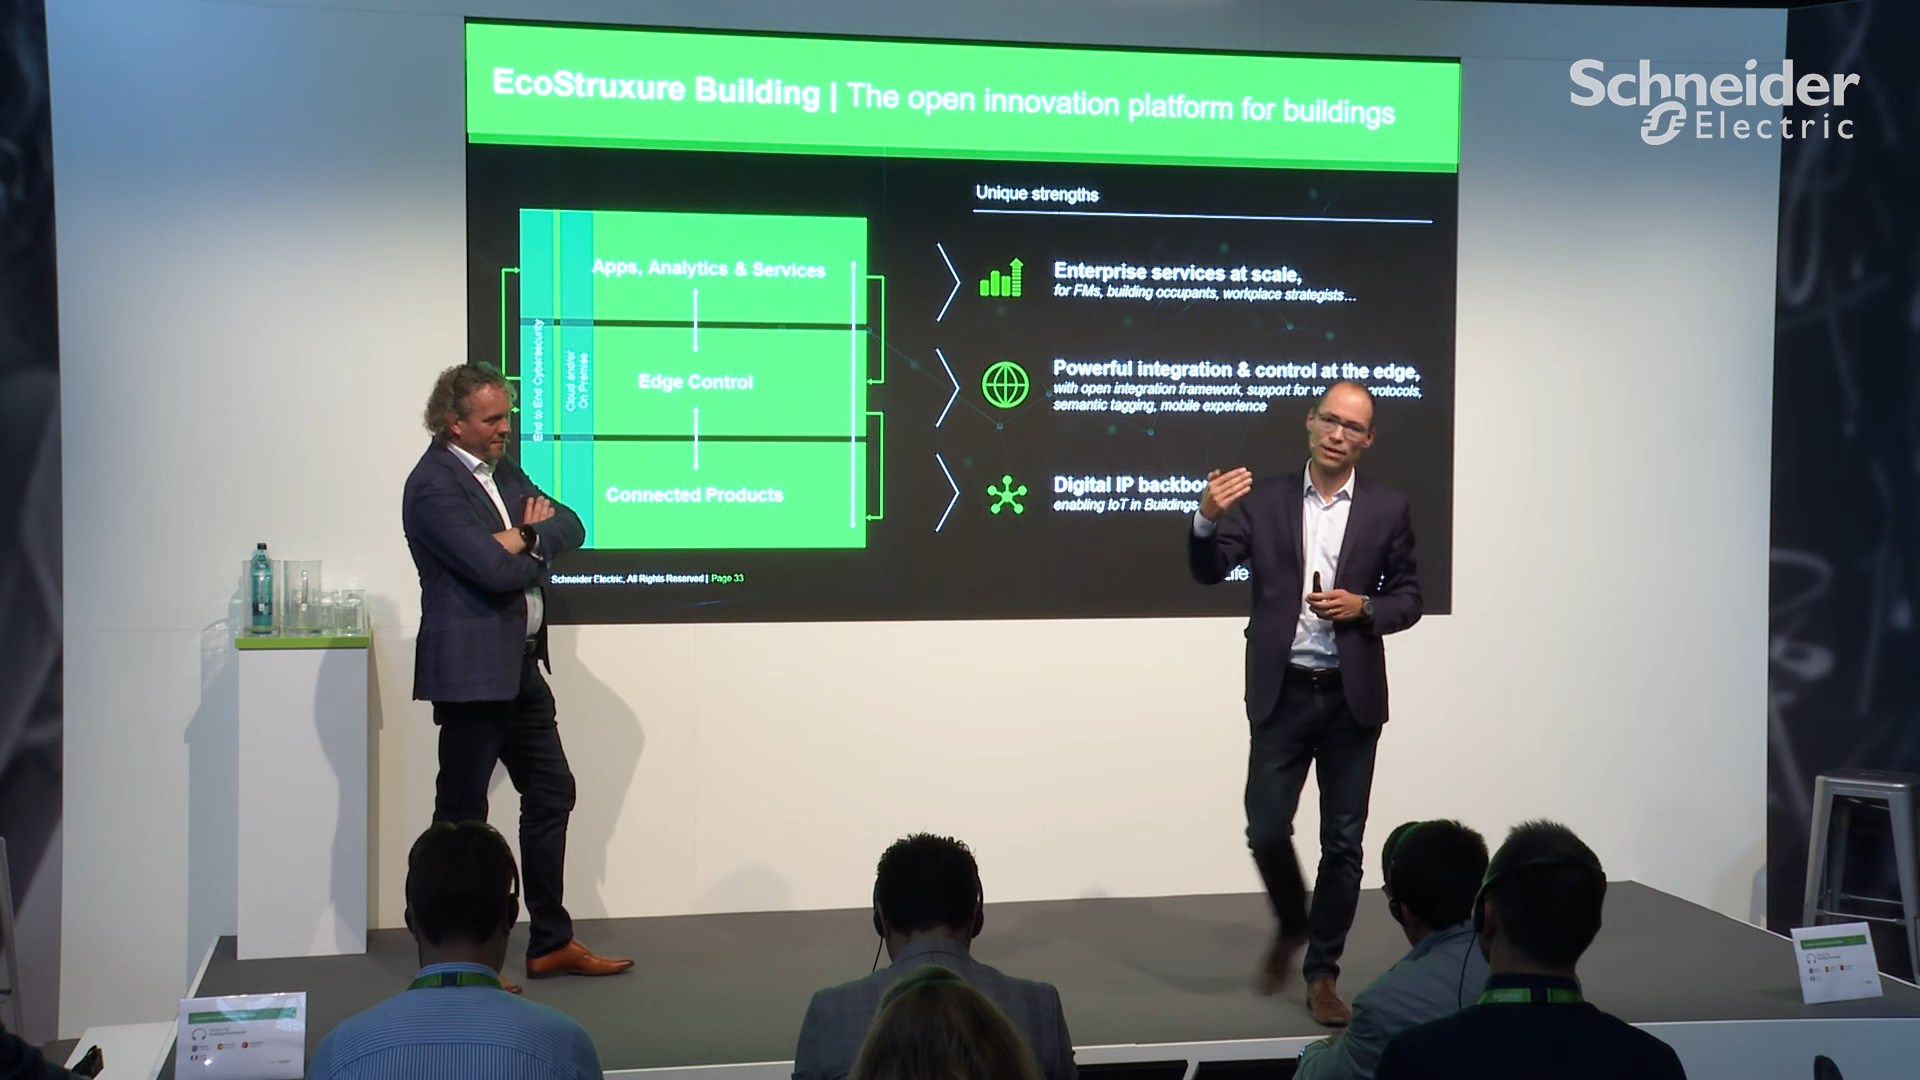 Schneider
Electric
EcoStruxure Building | The open innovation platform for buildings
Unique strengths
Apps, Analytics & Services
Edge Control
Connected Products
End to End Cybersecurity
Cloud and/or
On Premise
Enterprise services at scale,
for FMs, building occupants, workplace strategists...
Powerful integration & control at the edge,
with open integration framework, support for protocols,
semantic tagging, mobile experience
Digital IP
enabling IoT in Buildings
Schneider Electric, All Rights Reserved | Page 33